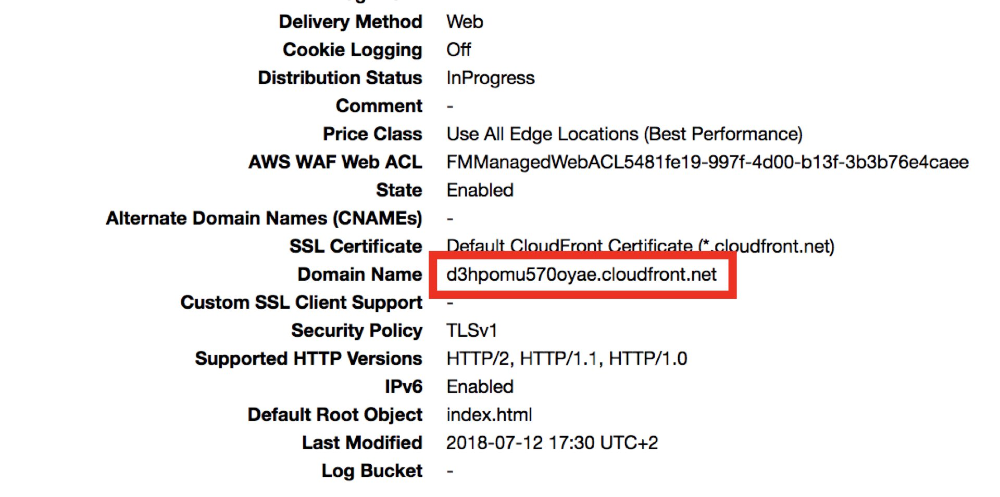 Delivery Method Web
Cookie Logging Off
Distribution Status InProgress
Comment -
Price Class Use All Edge Locations (Best Performance)
AWS WAF Web ACL FMManagedWebACL5481fe19-997f-4d00-b13f-3b3b76e4caee
State Enabled
Alternate Domain Names (CNAMEs) -
SSL Certificate Default CloudFront Certificate (*.cloudfront.net)
Domain Name d3hpomu570oyae.cloudfront.net
Custom SSL Client Support -
Security Policy TLSv1
Supported HTTP Versions HTTP/2, HTTP/1.1, HTTP/1.0
IPv6 Enabled
Default Root Object index.html
Last Modified 2018-07-12 17:30 UTC+2
Log Bucket -